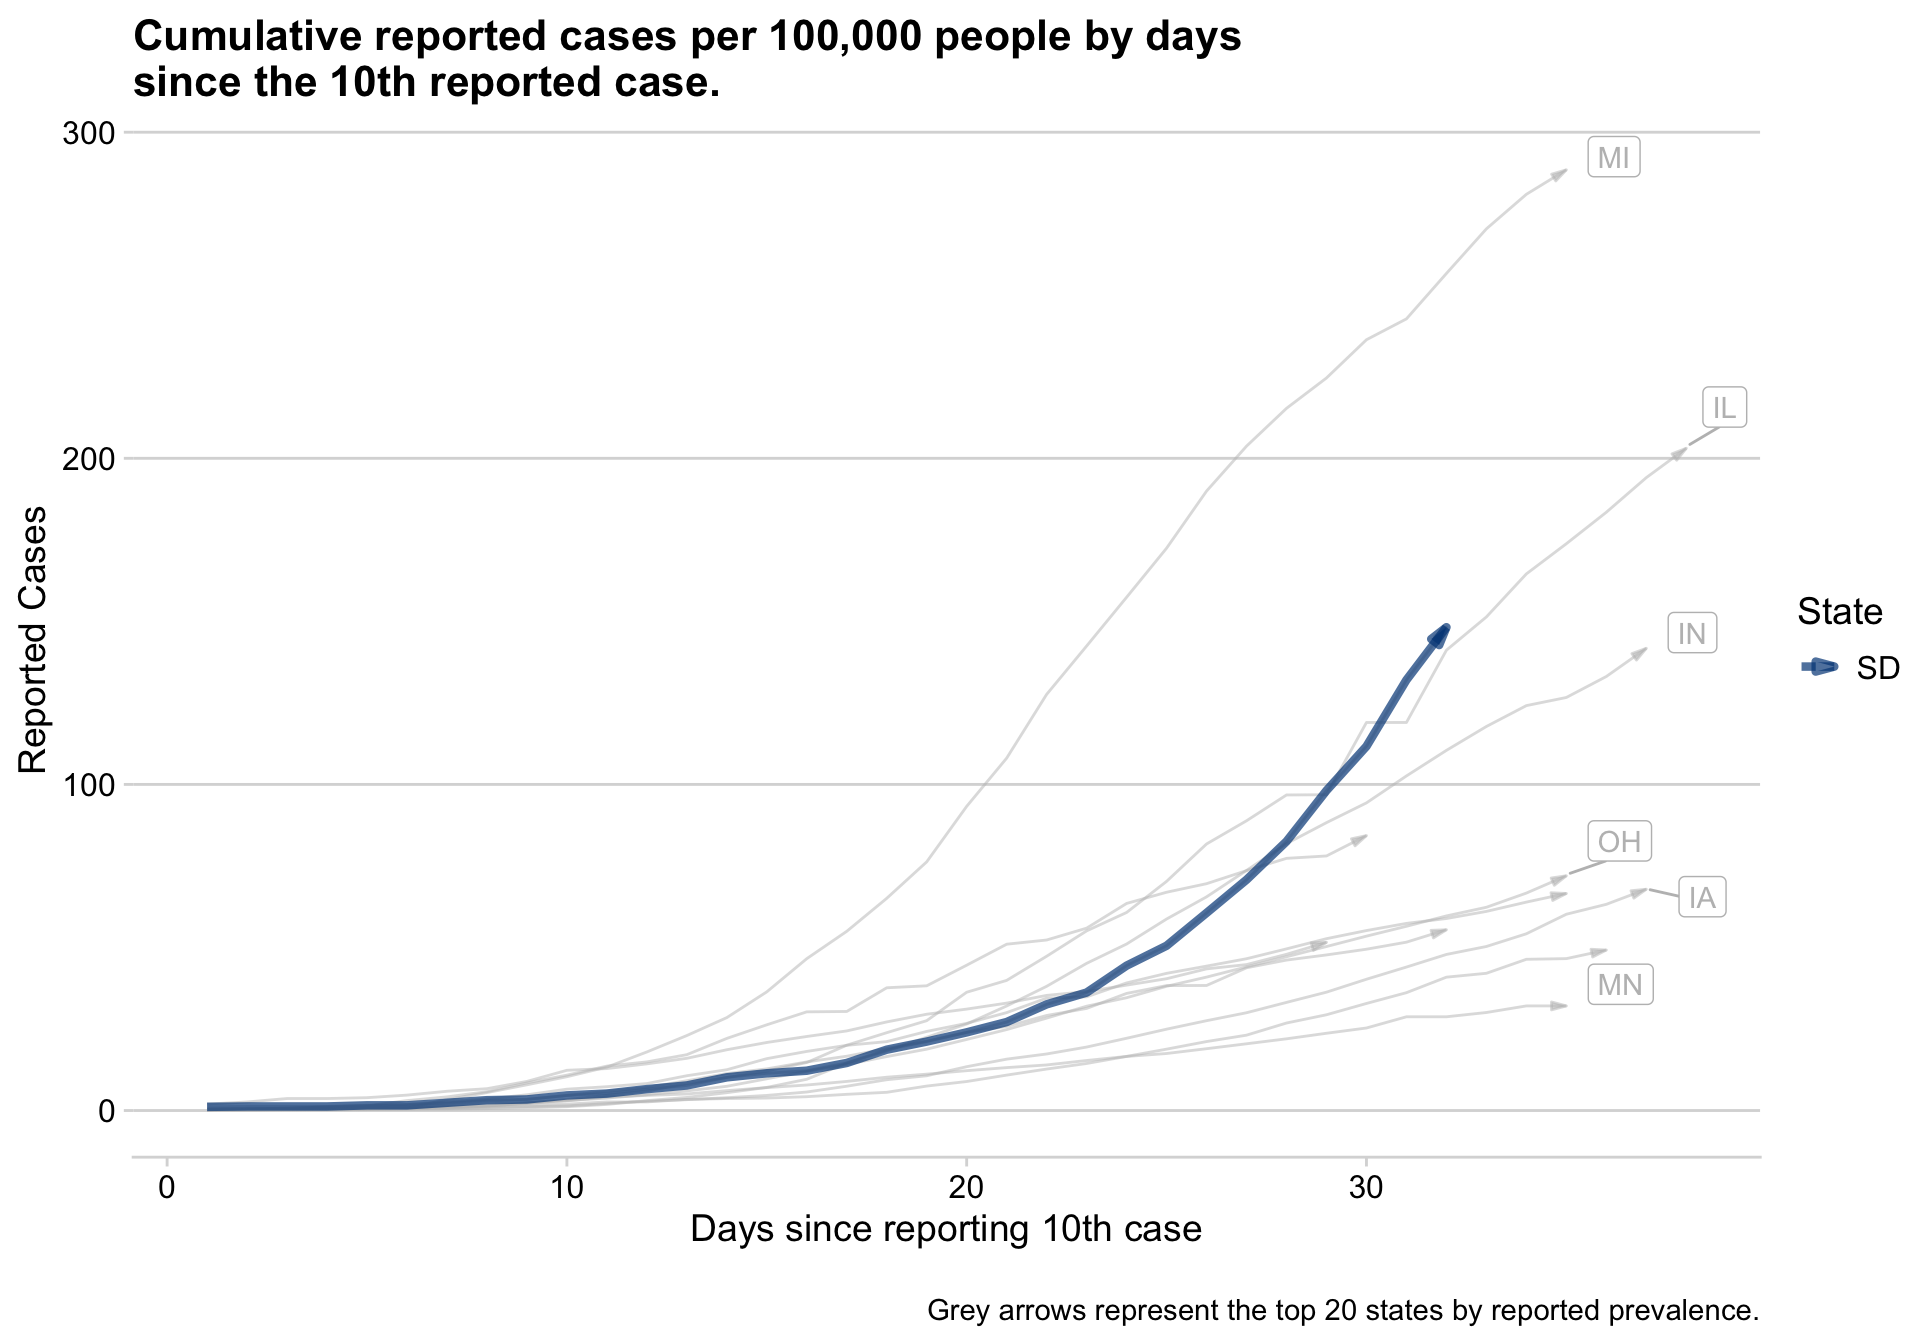 Cumulative reported cases per 100,000 people by days
since the 10th reported case.
300
200
100
0
Reported Cases
MI
IL
IN
OH
IA
MN
State
SD
0
10
20
30
Days since reporting 10th case
Grey arrows represent the top 20 states by reported prevalence.